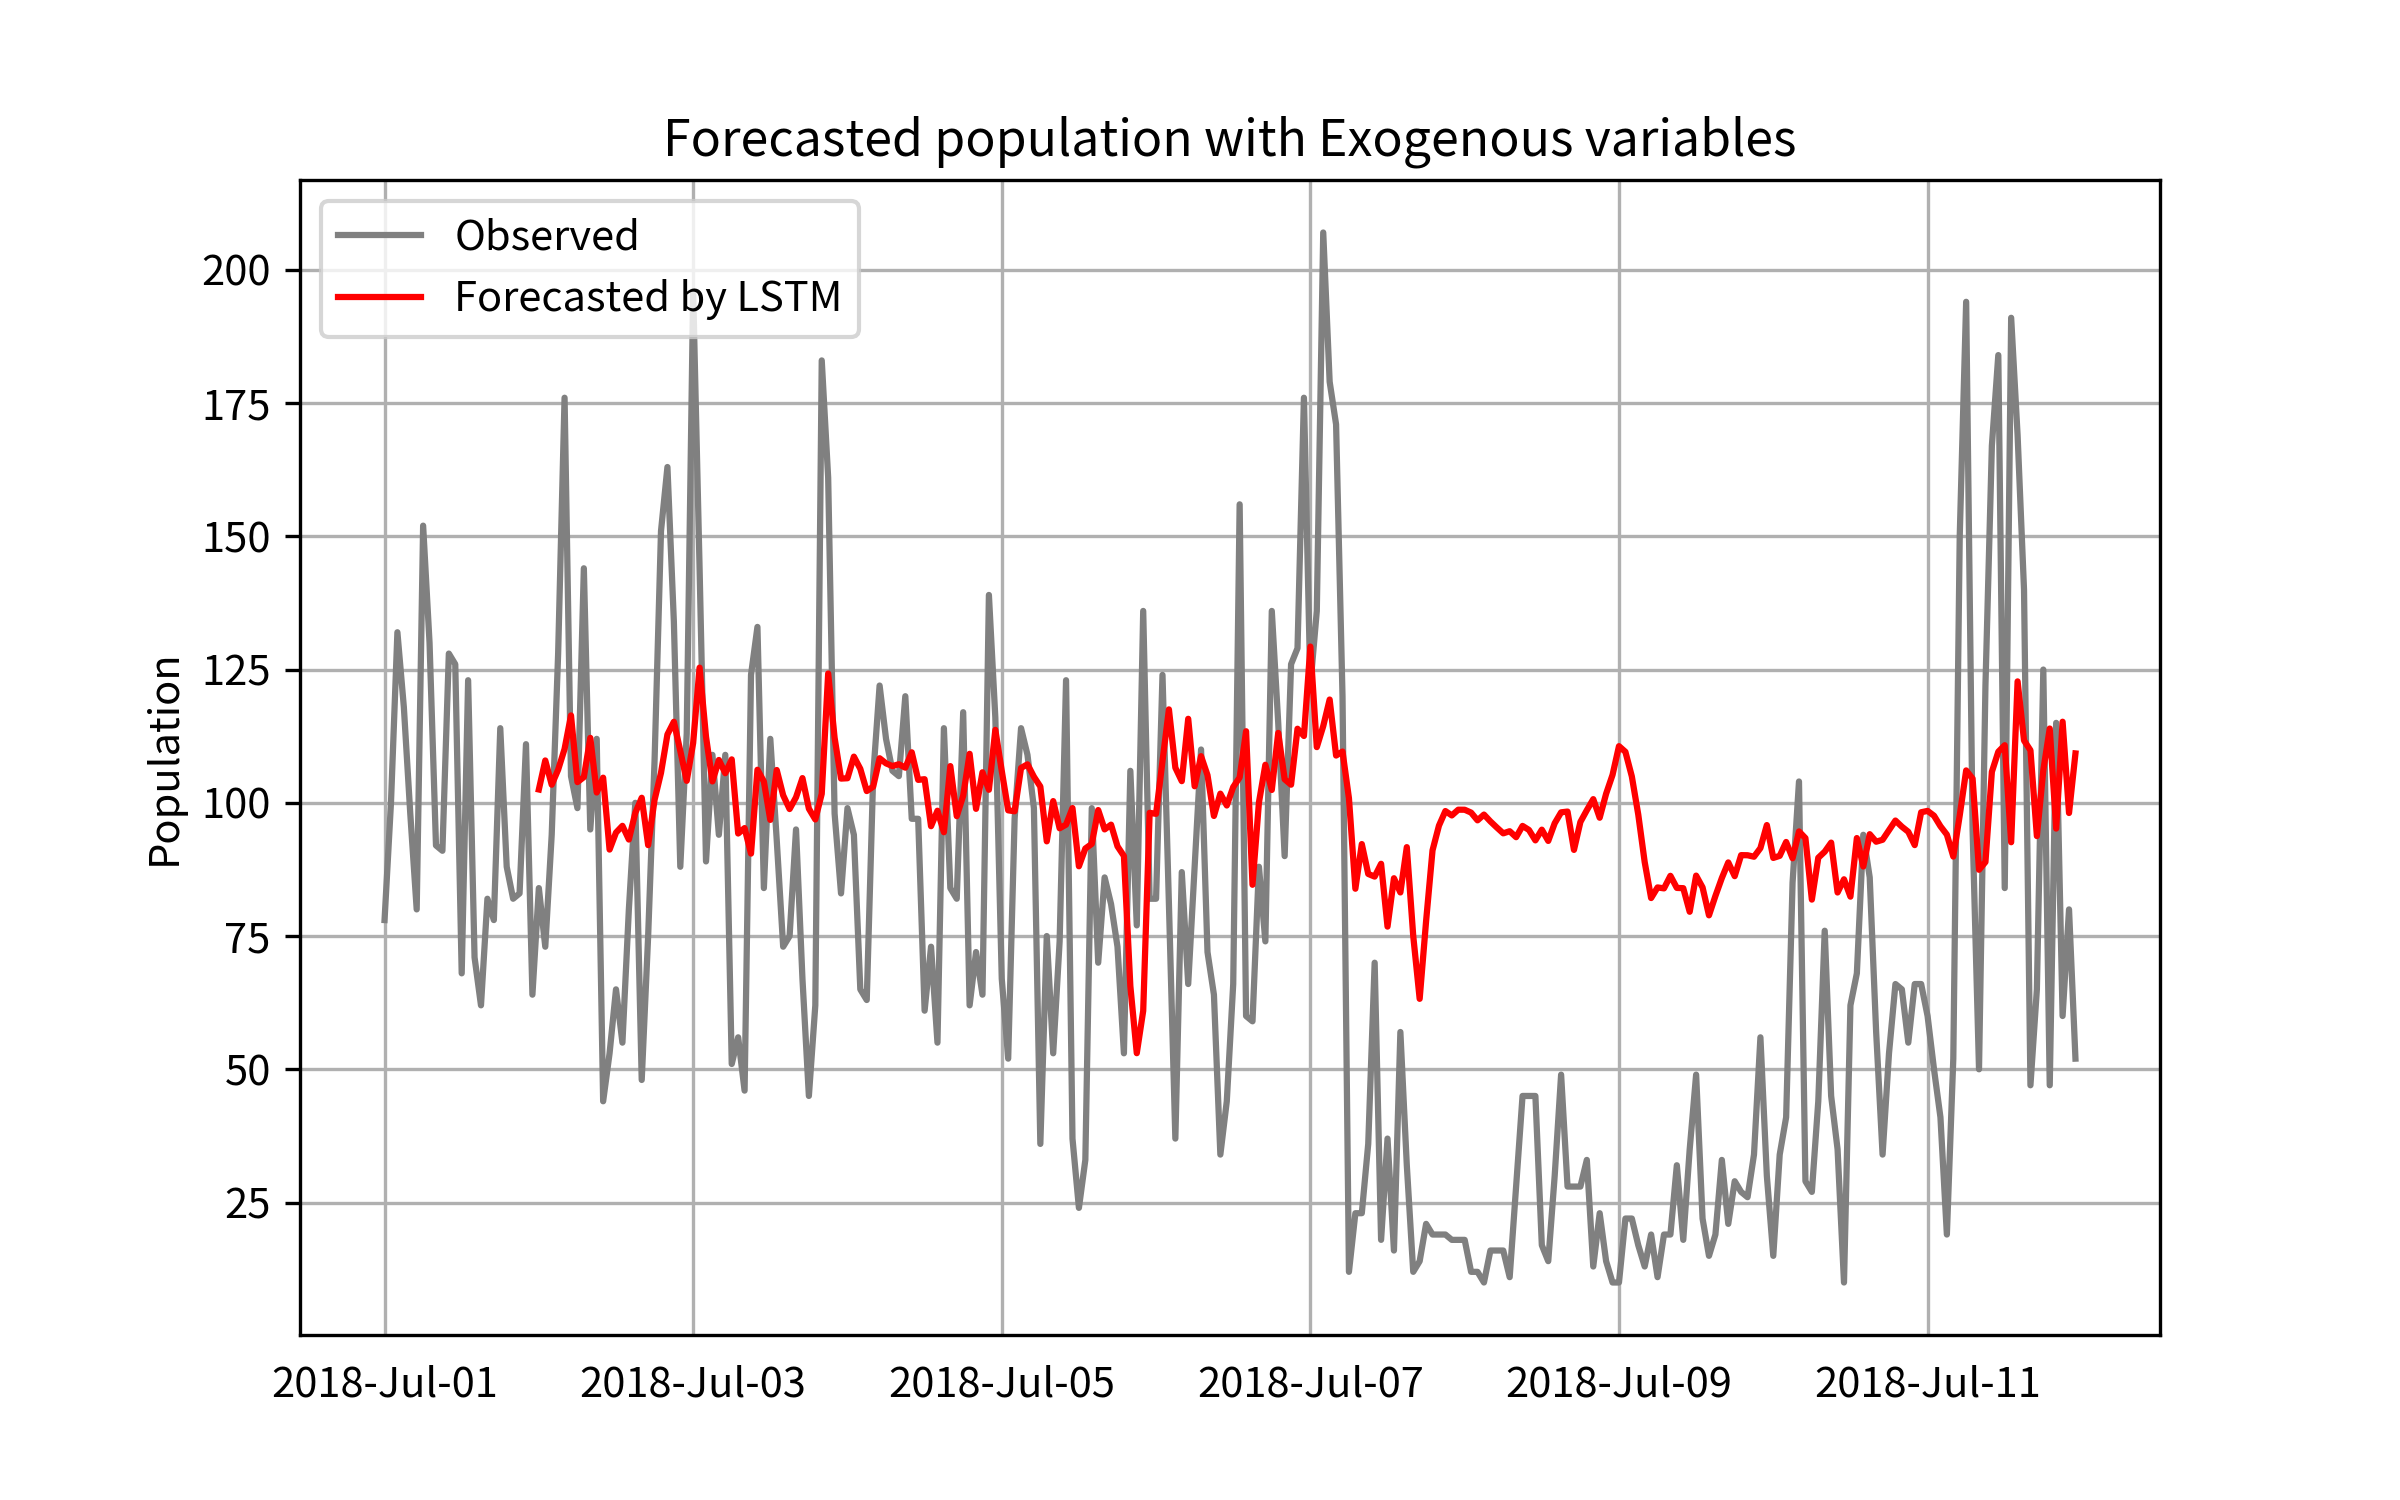 Forecasted population with Exogenous variables
Observed
Forecasted by LSTM
Population
200
175
150
125
100
75
50
25
2018-Jul-01
2018-Jul-03
2018-Jul-05
2018-Jul-07
2018-Jul-09
2018-Jul-11